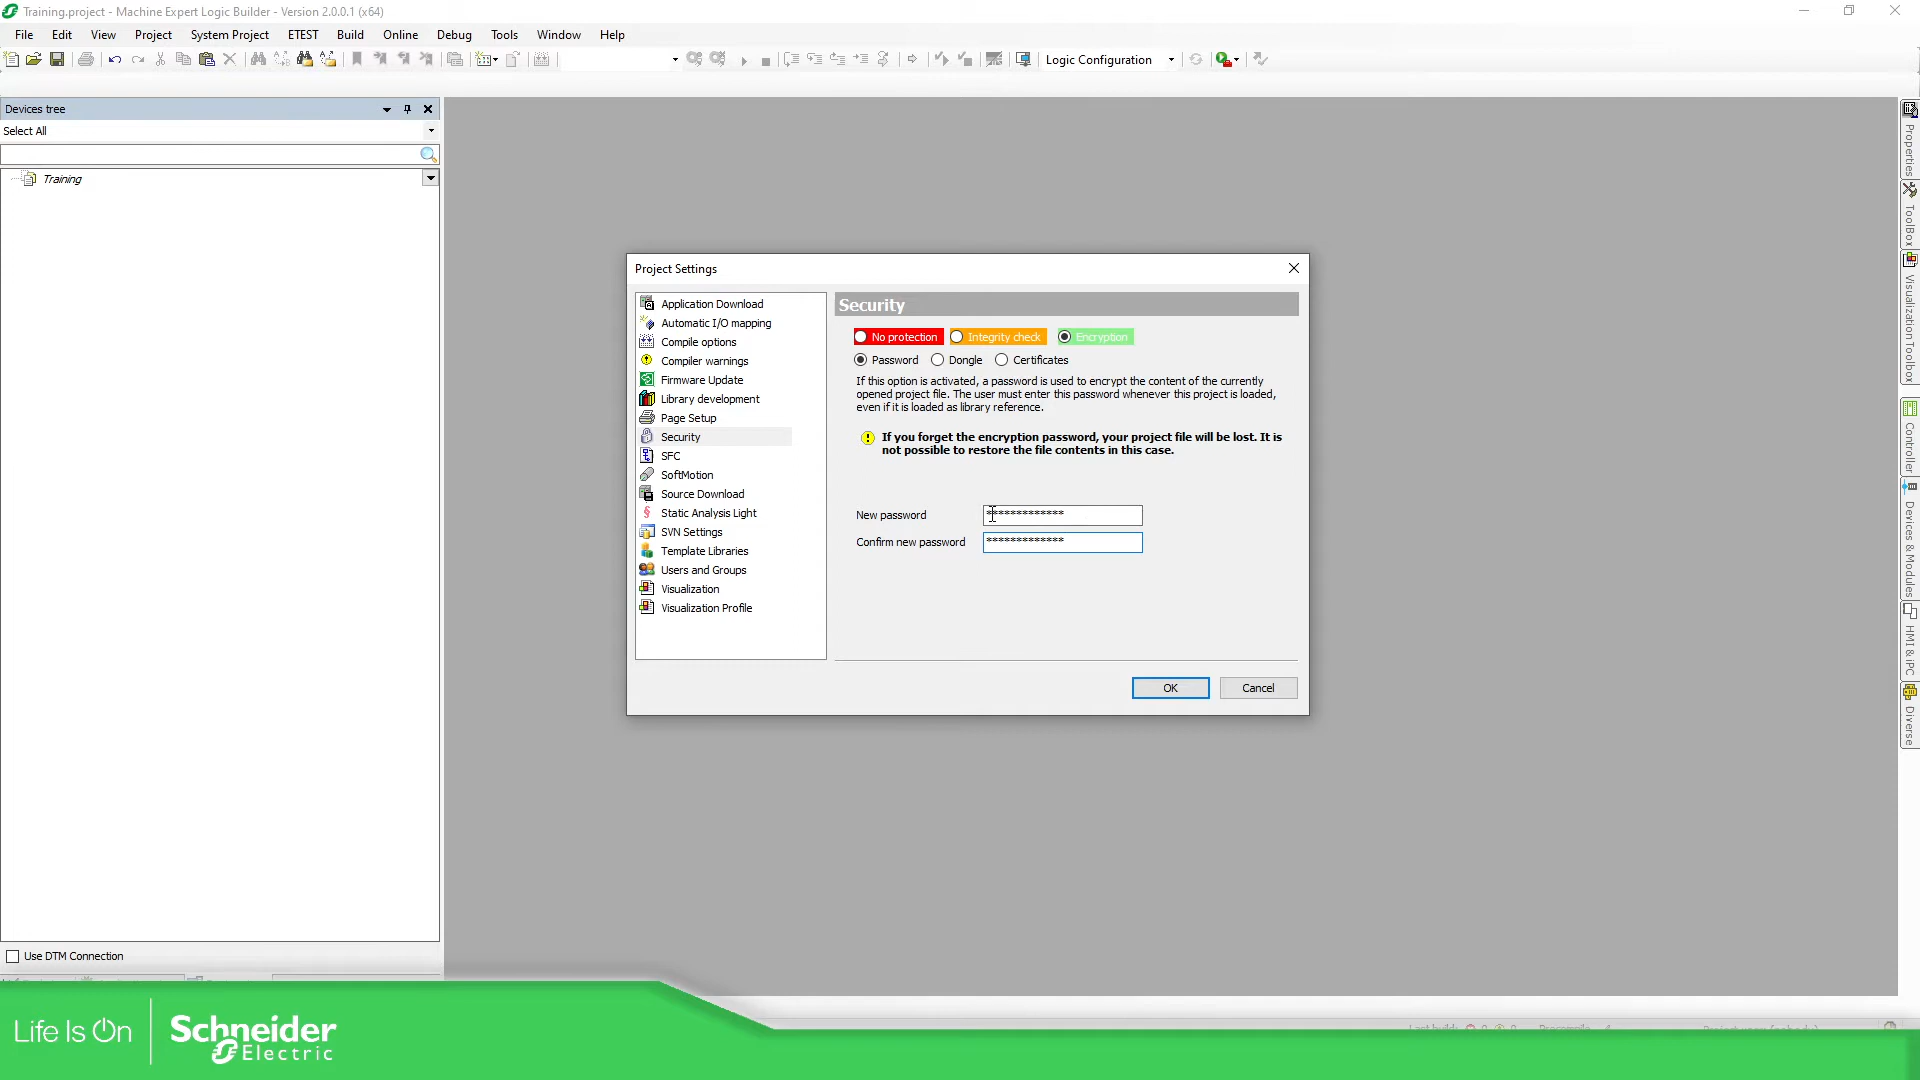 Training.project - Machine Expert Logic Builder - Version 2.0.0.1 (x64)
File Edit View Project System Project ETEST Build Online Debug Tools Window Help
Logic Configuration
Devices tree
Select All
Training
Use DTM Connection
Project Settings
Application Download
Automatic I/O mapping
Compile options
Compiler warnings
Firmware Update
Library development
Page Setup
Security
SFC
SoftMotion
Source Download
Static Analysis Light
SVN Settings
Template Libraries
Users and Groups
Visualization
Visualization Profile
Security
No protection Integrity check Encryption
Password Dongle Certificates
If this option is activated, a password is used to encrypt the content of the currently
opened project file. The user must enter this password whenever this project is loaded,
even if it is loaded as library reference.
If you forget the encryption password, your project file will be lost. It is
not possible to restore the file contents in this case.
New password *************
Confirm new password *************
OK Cancel
Properties
ToolBox
Visualization Toolbox
Controller
Devices & Modules
HMI & iPC
Diverse
Life Is On
Schneider
Electric